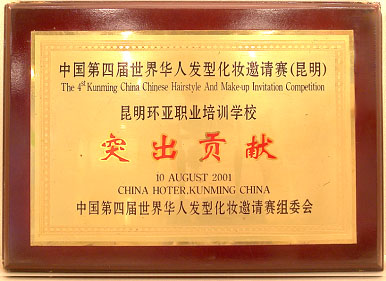 中国第四届世界华人发型化妆邀请赛(昆明)
The 4st Kunming China Chinese Hairstyle And Make-up Invitation Competition
昆明环亚职业培训学校
突出贡献
10 AUGUST 2001
CHINA HOTER,KUNMING CHINA
中国第四届世界华人发型化妆邀请赛组委会